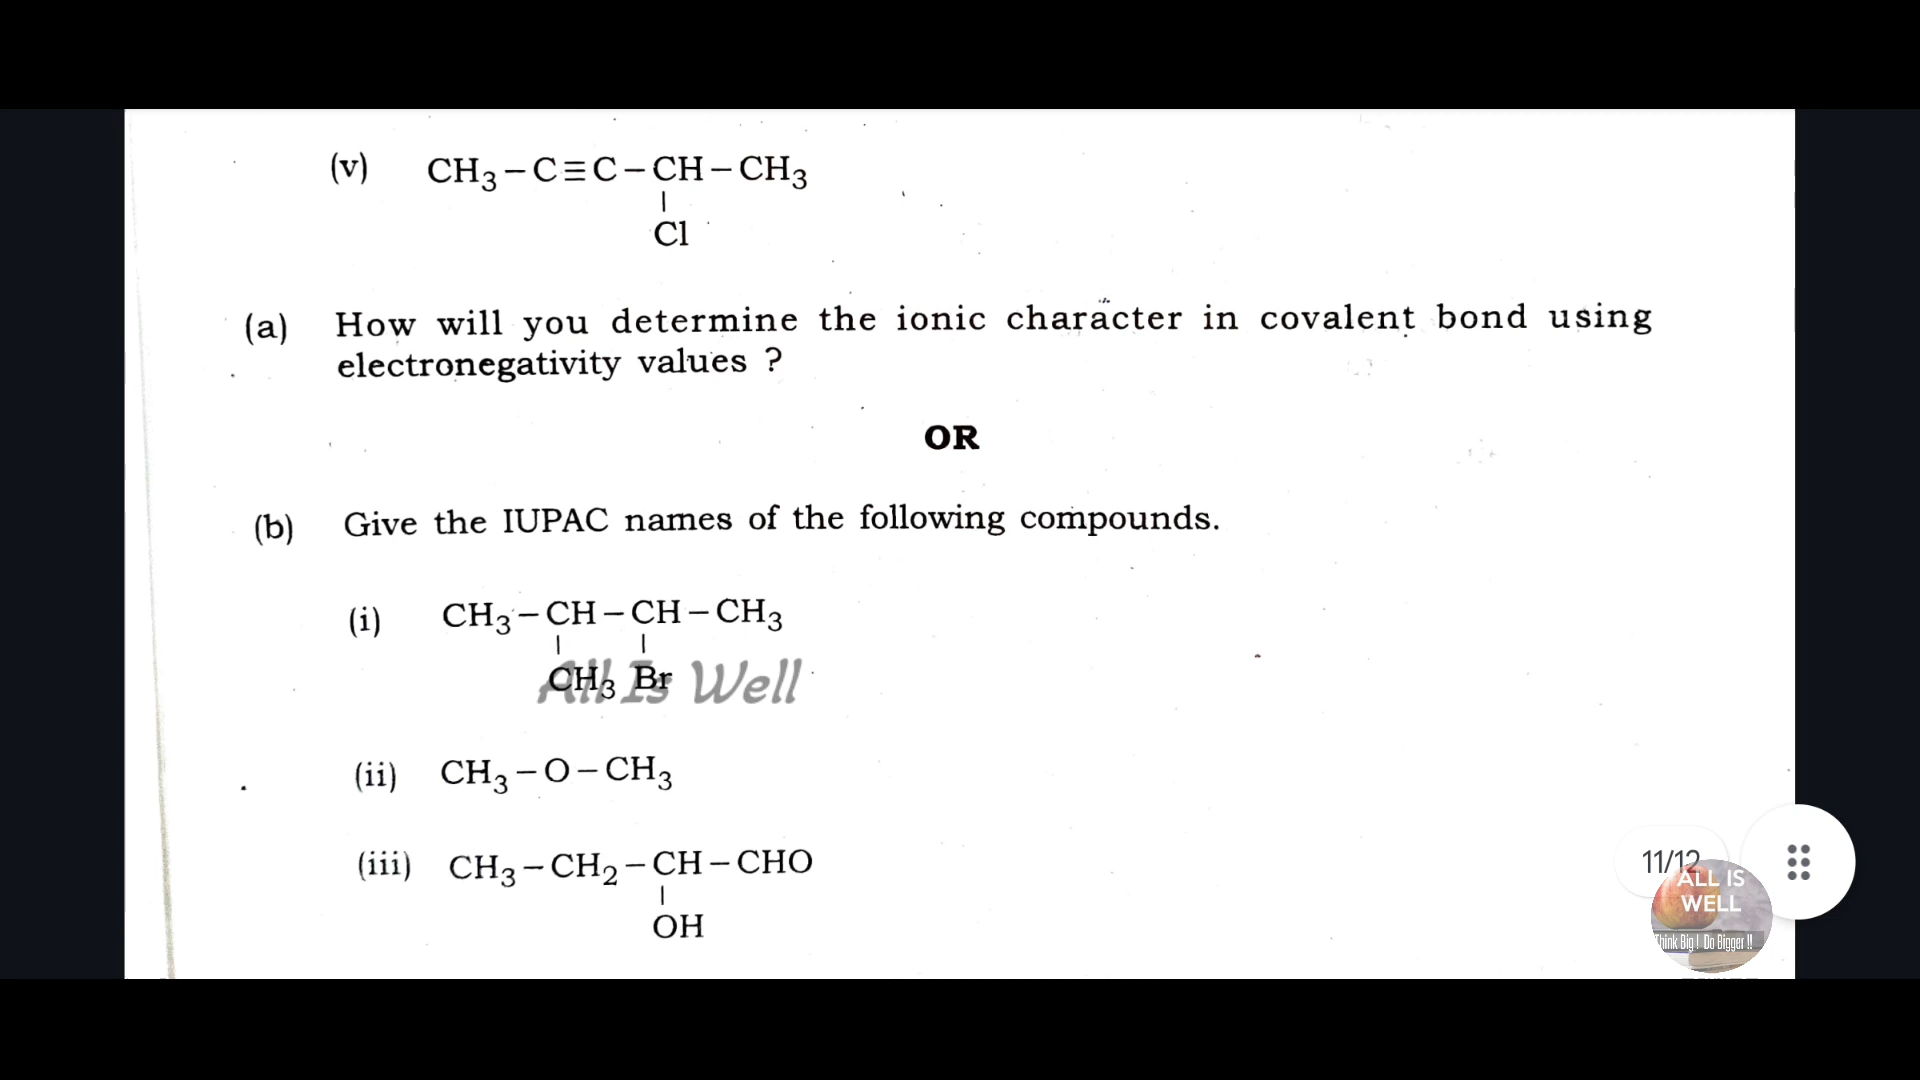 (v) CH₃ – C ≡ C – CH – CH₃
|
Cl
(a) How will you determine the ionic character in covalent bond using
electronegativity values ?
OR
(b) Give the IUPAC names of the following compounds.
(i) CH₃ – CH – CH – CH₃
| |
CH₃ Br
All Is Well
(ii) CH₃ – O – CH₃
(iii) CH₃ – CH₂ – CH – CHO
|
OH
11/12
ALL IS
WELL
Think Big ! Do Bigger !!